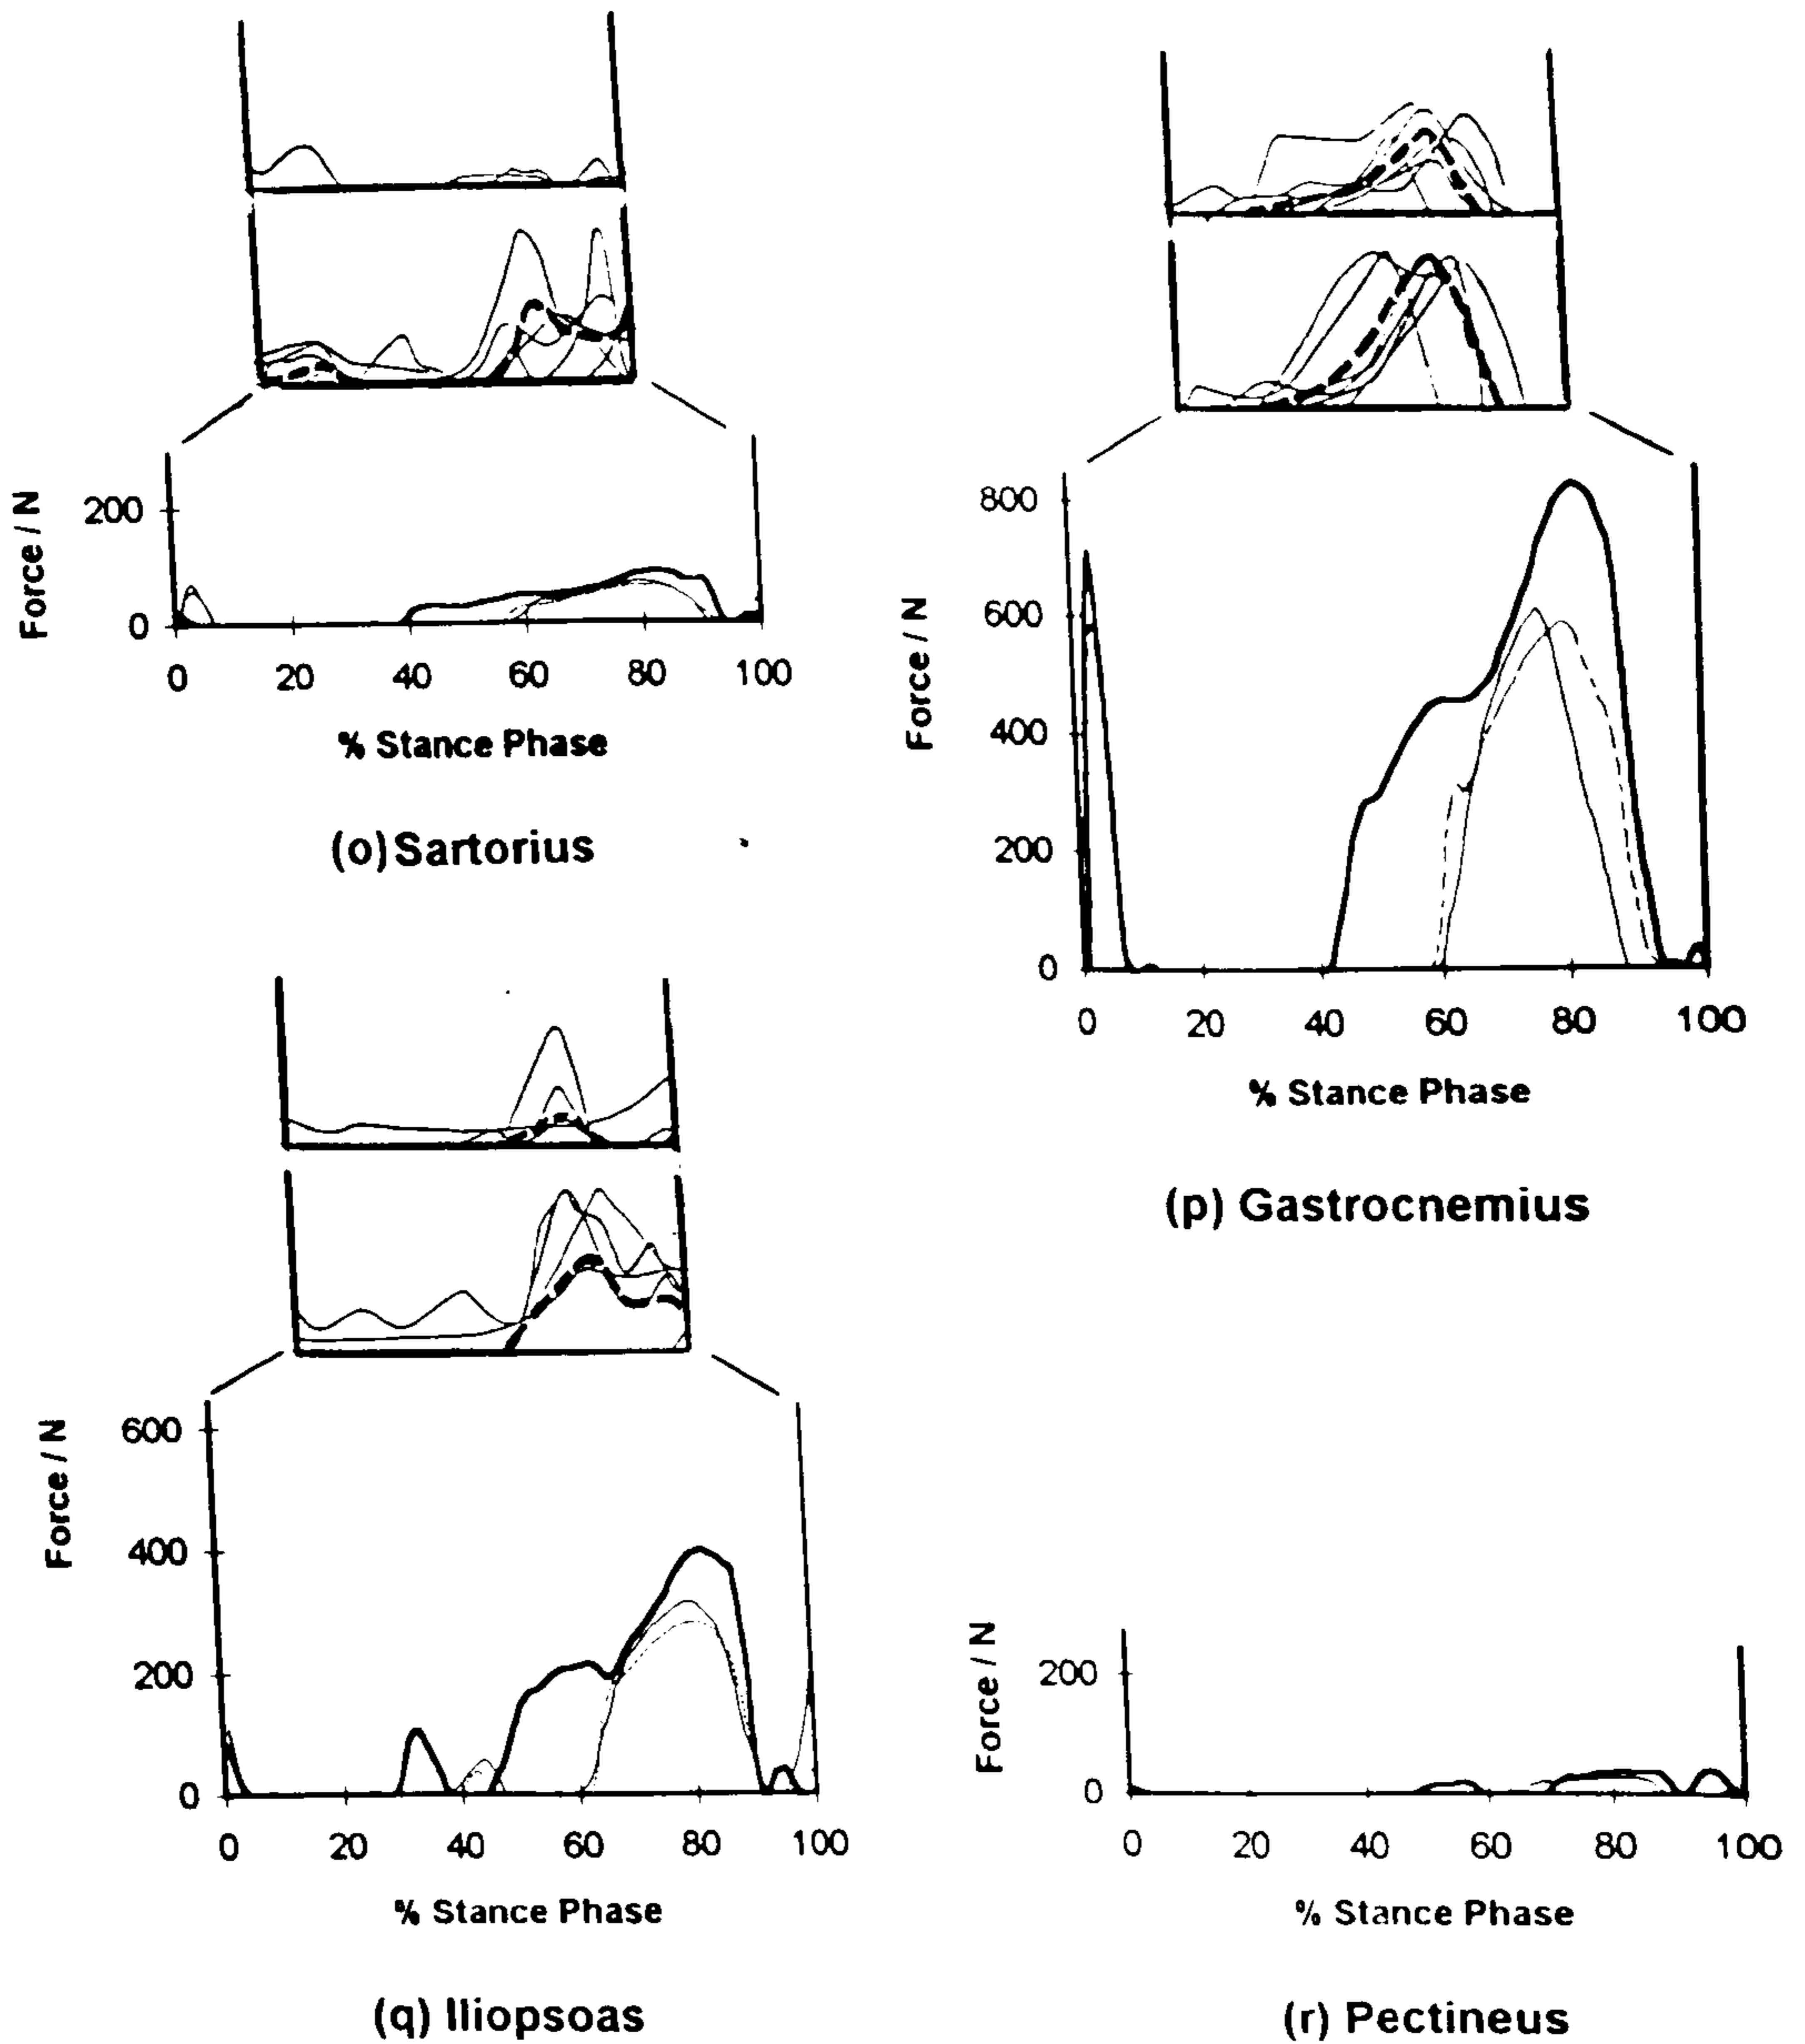 Force / N
200
0
0 20 40 60 80 100
% Stance Phase
(o) Sartorius
Force / N
800
600
400
200
0
0 20 40 60 80 100
% Stance Phase
(p) Gastrocnemius
Force / N
600
400
200
0
0 20 40 60 80 100
% Stance Phase
(q) Iliopsoas
Force / N
200
0
0 20 40 60 80 100
% Stance Phase
(r) Pectineus